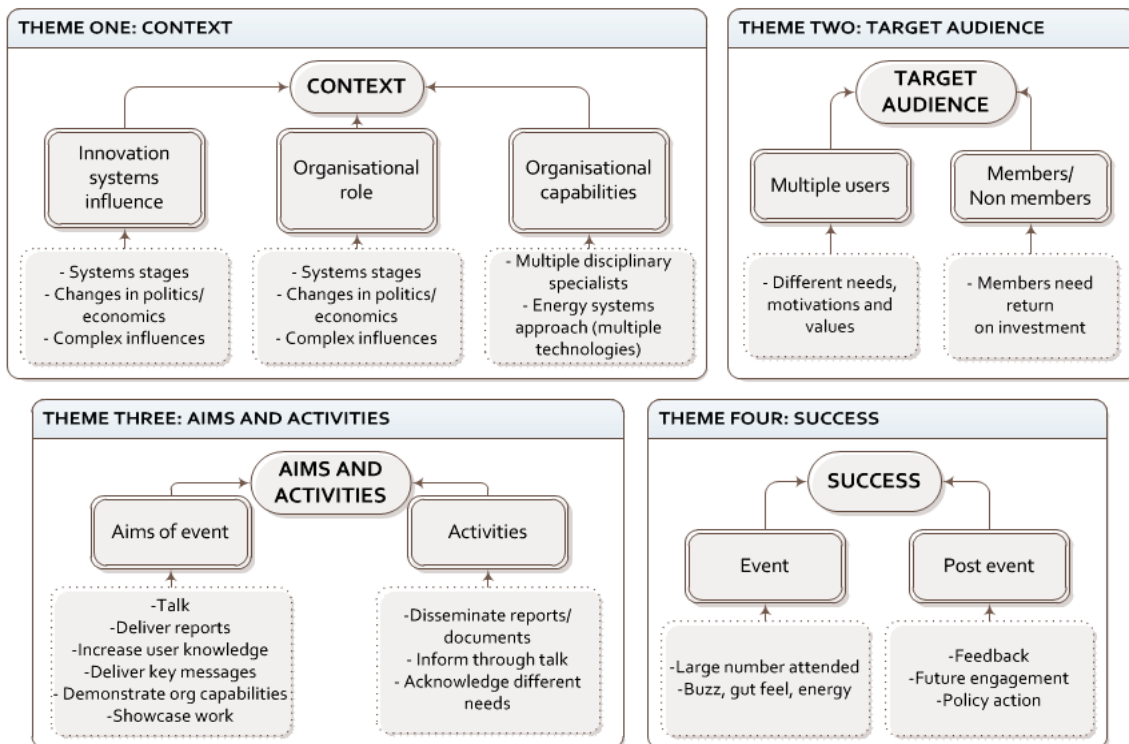 THEME ONE: CONTEXT
CONTEXT
Innovation
systems
influence
Organisational
role
Organisational
capabilities
- Systems stages
- Changes in politics/
economics
- Complex influences
- Systems stages
- Changes in politics/
economics
- Complex influences
- Multiple disciplinary
specialists
- Energy systems
approach (multiple
technologies)
THEME TWO: TARGET AUDIENCE
TARGET
AUDIENCE
Multiple users
Members/
Non members
- Different needs,
motivations and
values
- Members need
return
on investment
THEME THREE: AIMS AND ACTIVITIES
AIMS AND
ACTIVITIES
Aims of event
Activities
-Talk
-Deliver reports
-Increase user knowledge
-Deliver key messages
- Demonstrate org capabilities
-Showcase work
- Disseminate reports/
documents
- Inform through talk
- Acknowledge different
needs
THEME FOUR: SUCCESS
SUCCESS
Event
Post event
-Large number attended
-Buzz, gut feel, energy
-Feedback
-Future engagement
-Policy action